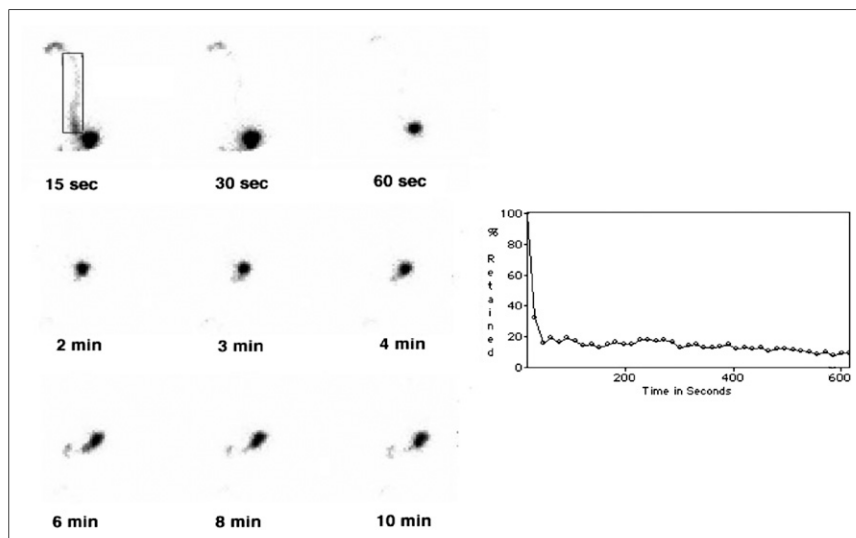 15 sec 30 sec 60 sec
2 min 3 min 4 min
6 min 8 min 10 min
% Retained
100
80
60
40
20
0
200 400 600
Time in Seconds